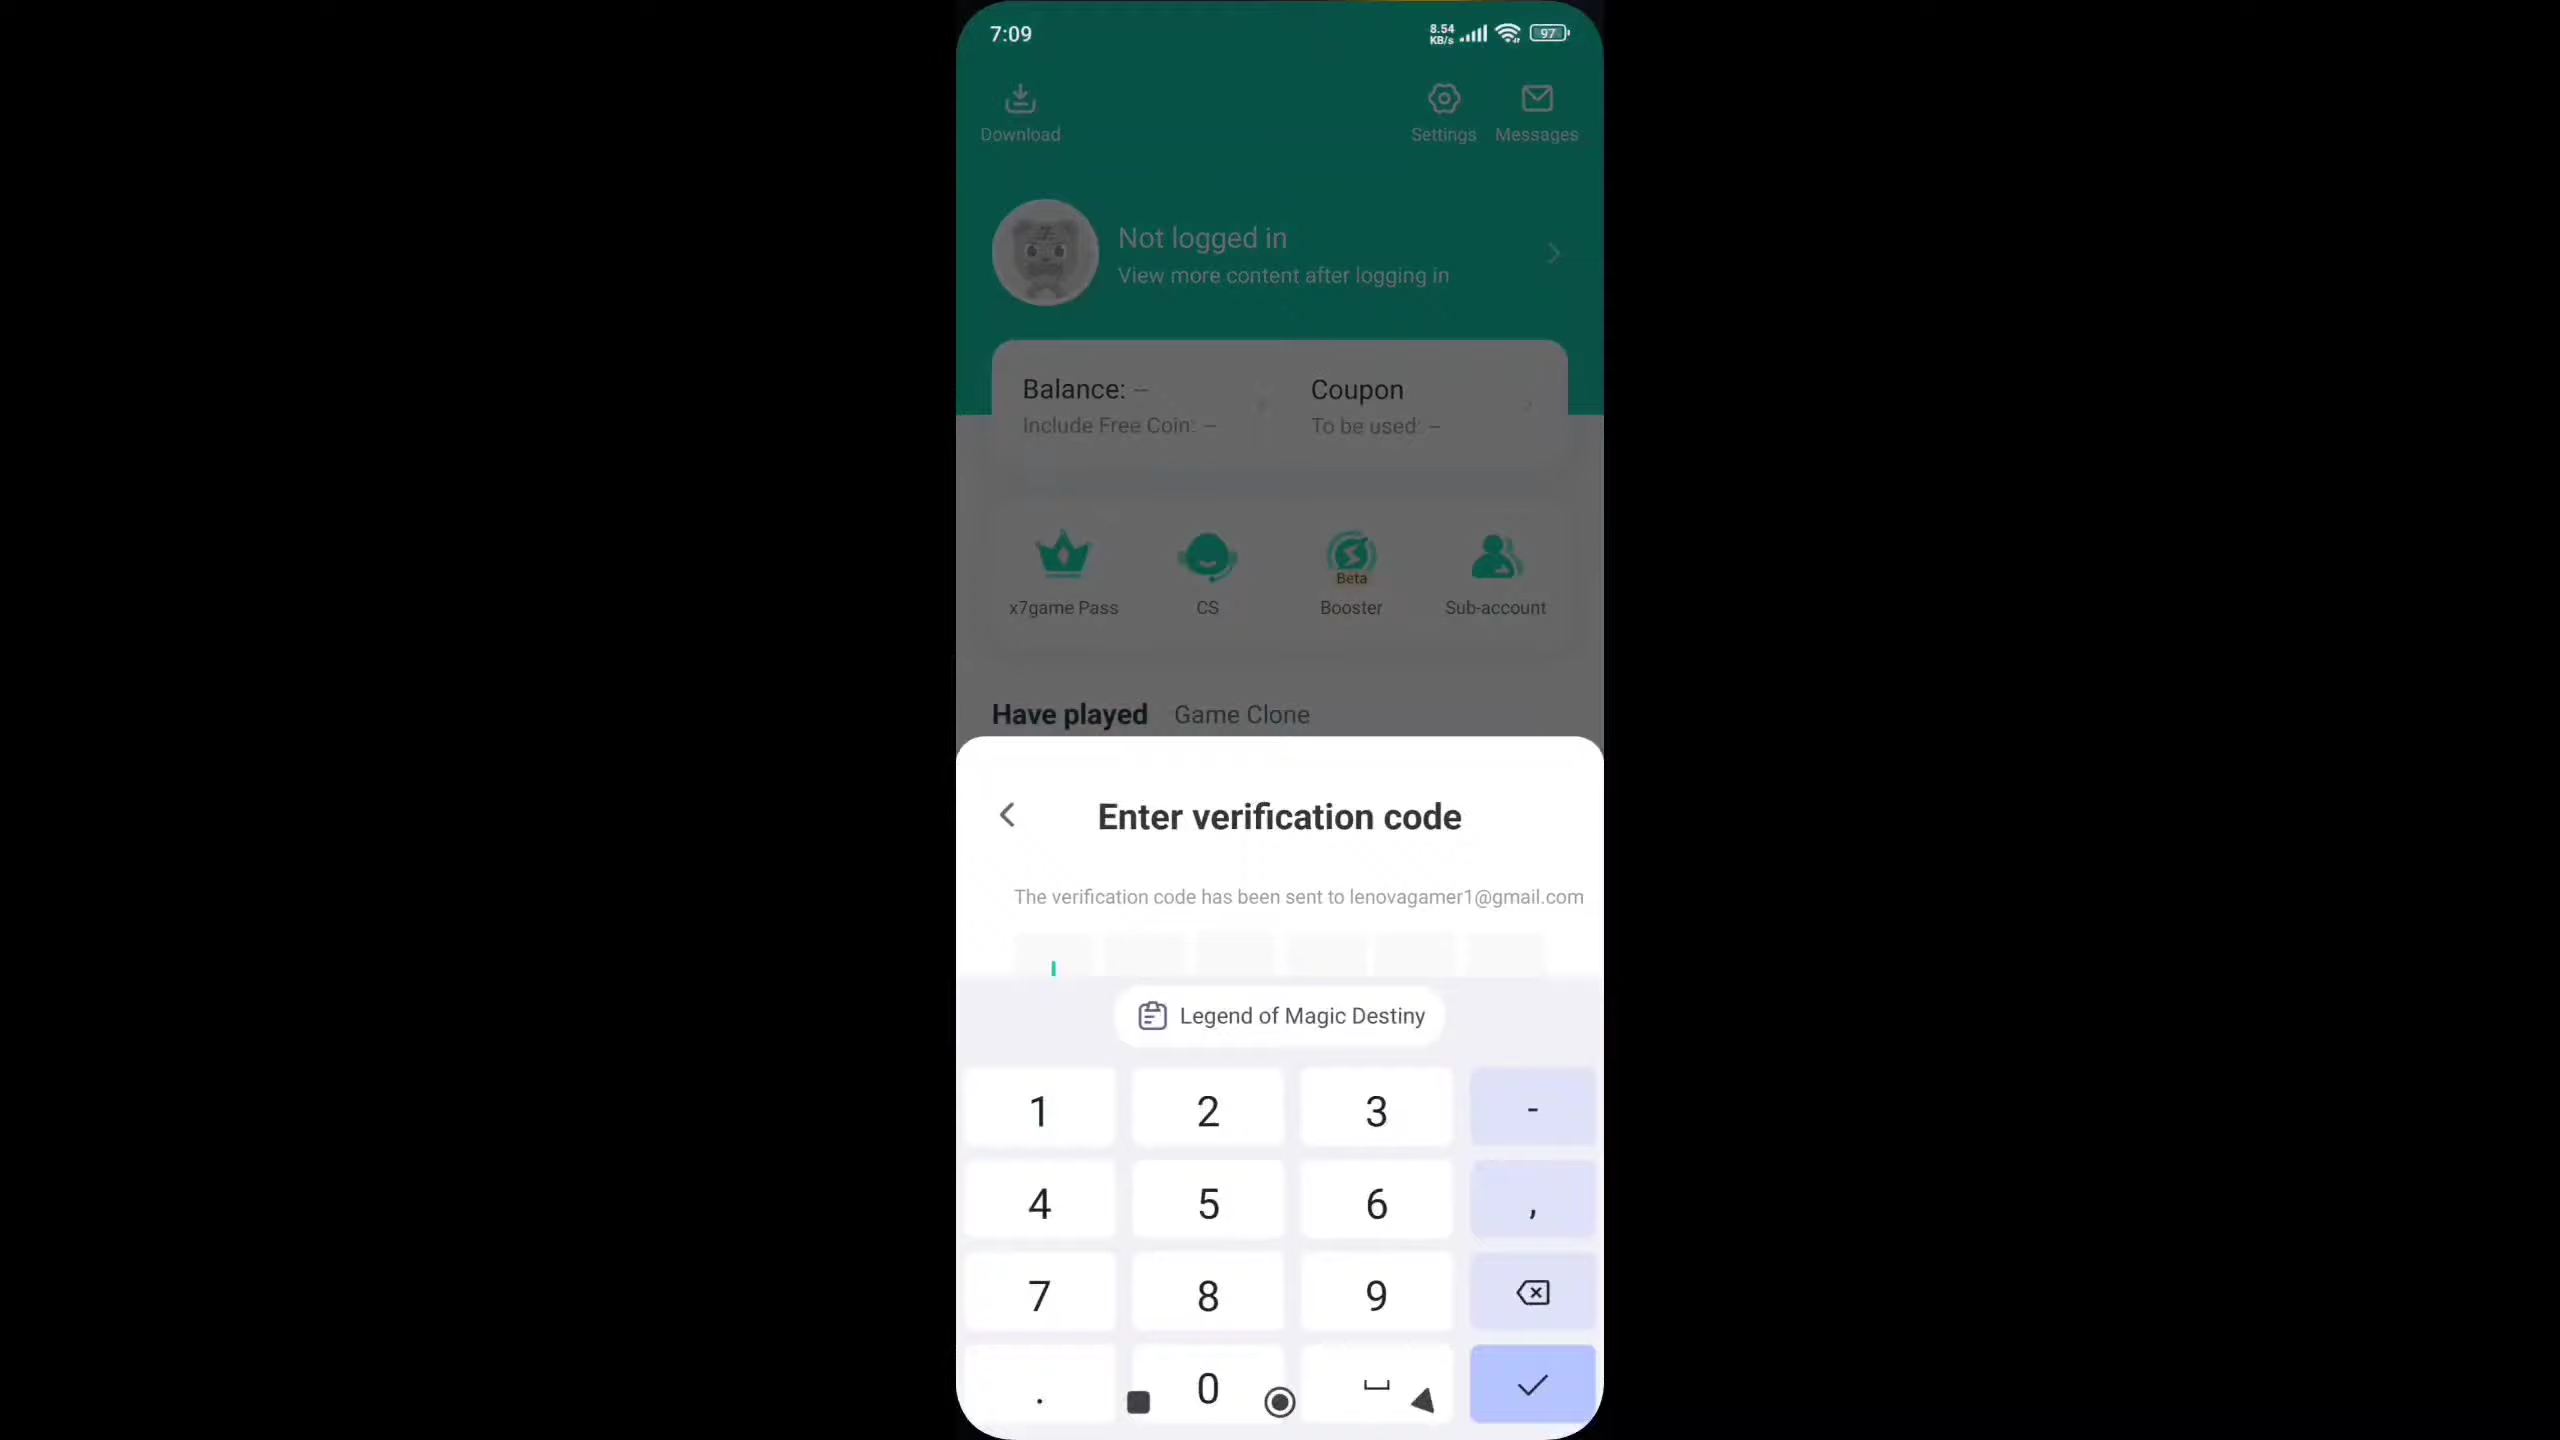 7:09
8.54 KB/s
97
Download
Settings
Messages
Not logged in
View more content after logging in
Balance: --
Include Free Coin: --
Coupon
To be used: --
Beta
x7game Pass
CS
Booster
Sub-account
Have played
Game Clone
Enter verification code
The verification code has been sent to lenovagamer1@gmail.com
Legend of Magic Destiny
1 2 3 -
4 5 6 ,
7 8 9
. 0